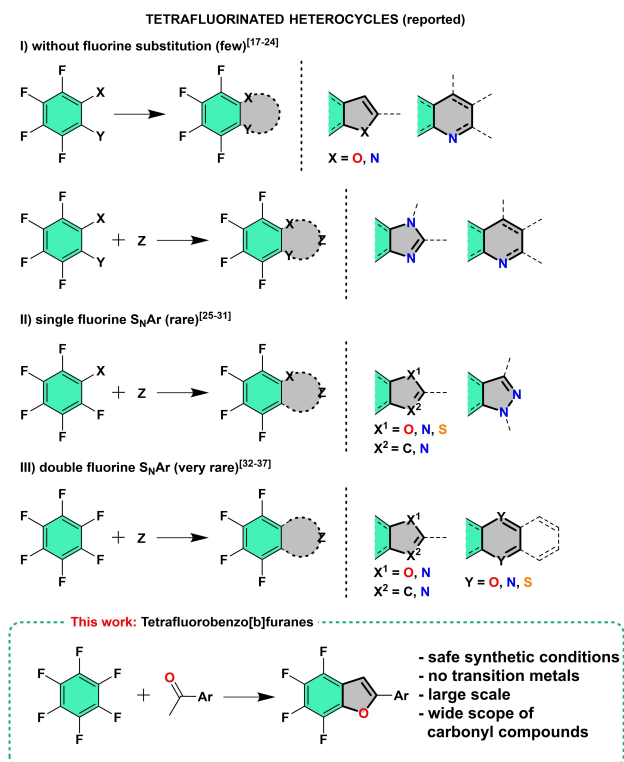 TETRAFLUORINATED HETEROCYCLES (reported)
I) without fluorine substitution (few)[17-24]
F
F
X
F
Y
F
F
F
X
F
Y
F
X
X = O, N
N
F
F
X
F
Y
F
+ Z
F
F
X
Z
F
Y
F
N
N
N
II) single fluorine SNAr (rare)[25-31]
F
F
X
F
F
F
+ Z
F
F
X
Z
F
F
X1
X2
X1 = O, N, S
X2 = C, N
N
N
III) double fluorine SNAr (very rare)[32-37]
F
F
F
F
F
F
+ Z
F
F
Z
F
F
X1
X2
X1 = O, N
X2 = C, N
Y
Y
Y = O, N, S
This work: Tetrafluorobenzo[b]furanes
F
F
F
F
F
F
+
O
Ar
F
F
F
F
O
Ar
- safe synthetic conditions
- no transition metals
- large scale
- wide scope of
carbonyl compounds